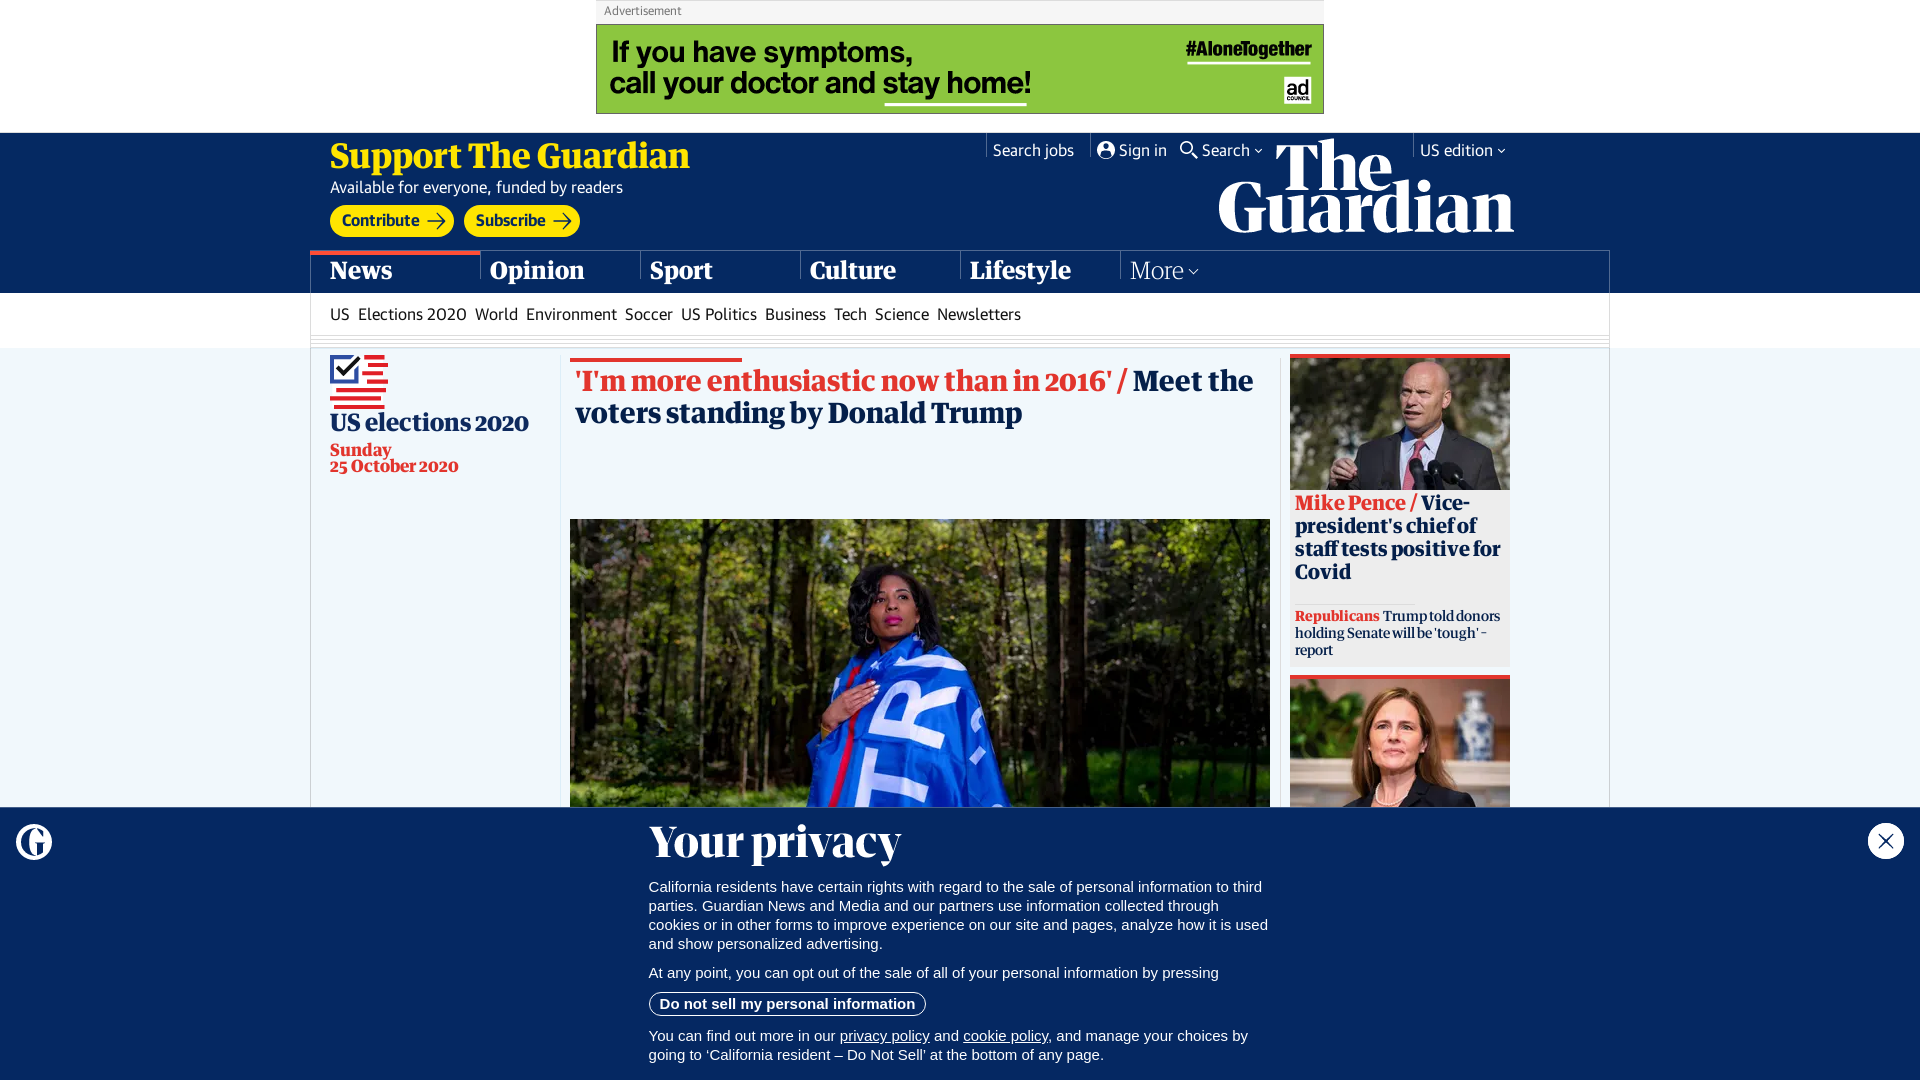 Advertisement
If you have symptoms,
call your doctor and stay home!
#AloneTogether
ad
COUNCIL
Support The Guardian
Available for everyone, funded by readers
Contribute
Subscribe
Search jobs
Sign in
Search
US edition
The
Guardian
News
Opinion
Sport
Culture
Lifestyle
More
US Elections 2020 World Environment Soccer US Politics Business Tech Science Newsletters
US elections 2020
Sunday
25 October 2020
'I'm more enthusiastic now than in 2016' / Meet the
voters standing by Donald Trump
TR
Mike Pence / Vice-
president's chief of
staff tests positive for
Covid
Republicans Trump told donors
holding Senate will be 'tough' –
report
G
Your privacy
California residents have certain rights with regard to the sale of personal information to third
parties. Guardian News and Media and our partners use information collected through
cookies or in other forms to improve experience on our site and pages, analyze how it is used
and show personalized advertising.
At any point, you can opt out of the sale of all of your personal information by pressing
Do not sell my personal information
You can find out more in our privacy policy and cookie policy, and manage your choices by
going to ‘California resident – Do Not Sell’ at the bottom of any page.